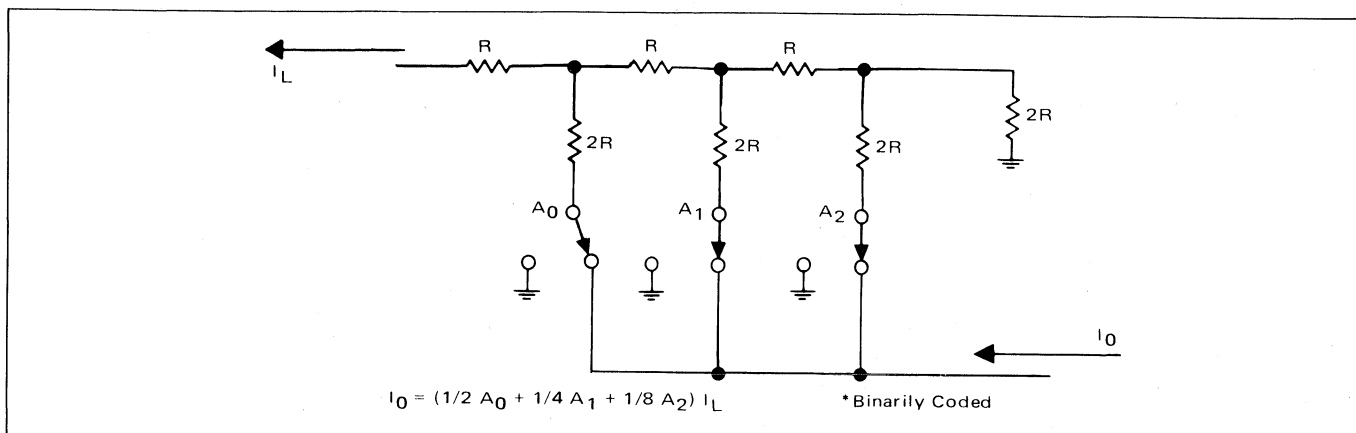 R R R
I_L
2R
2R 2R 2R
A_0 A_1 A_2
I_0
I_0 = (1/2 A_0 + 1/4 A_1 + 1/8 A_2) I_L *Binarily Coded